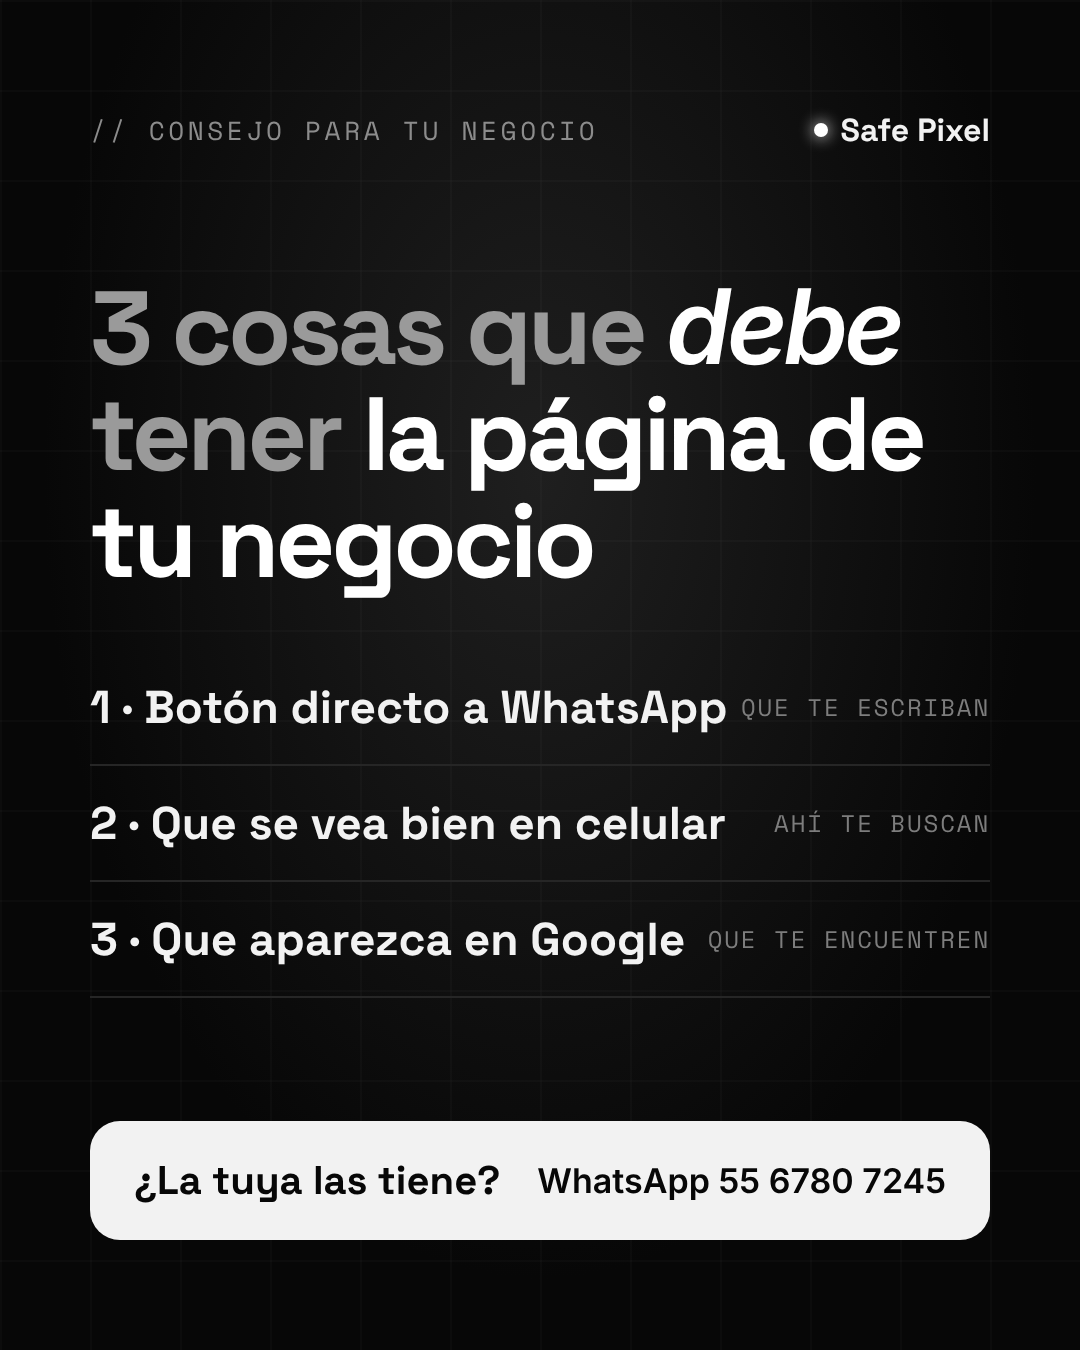 // CONSEJO PARA TU NEGOCIO
Safe Pixel
3 cosas que debe
tener la página de
tu negocio
1 · Botón directo a WhatsApp QUE TE ESCRIBAN
2 · Que se vea bien en celular AHÍ TE BUSCAN
3 · Que aparezca en Google QUE TE ENCUENTREN
¿La tuya las tiene? WhatsApp 55 6780 7245